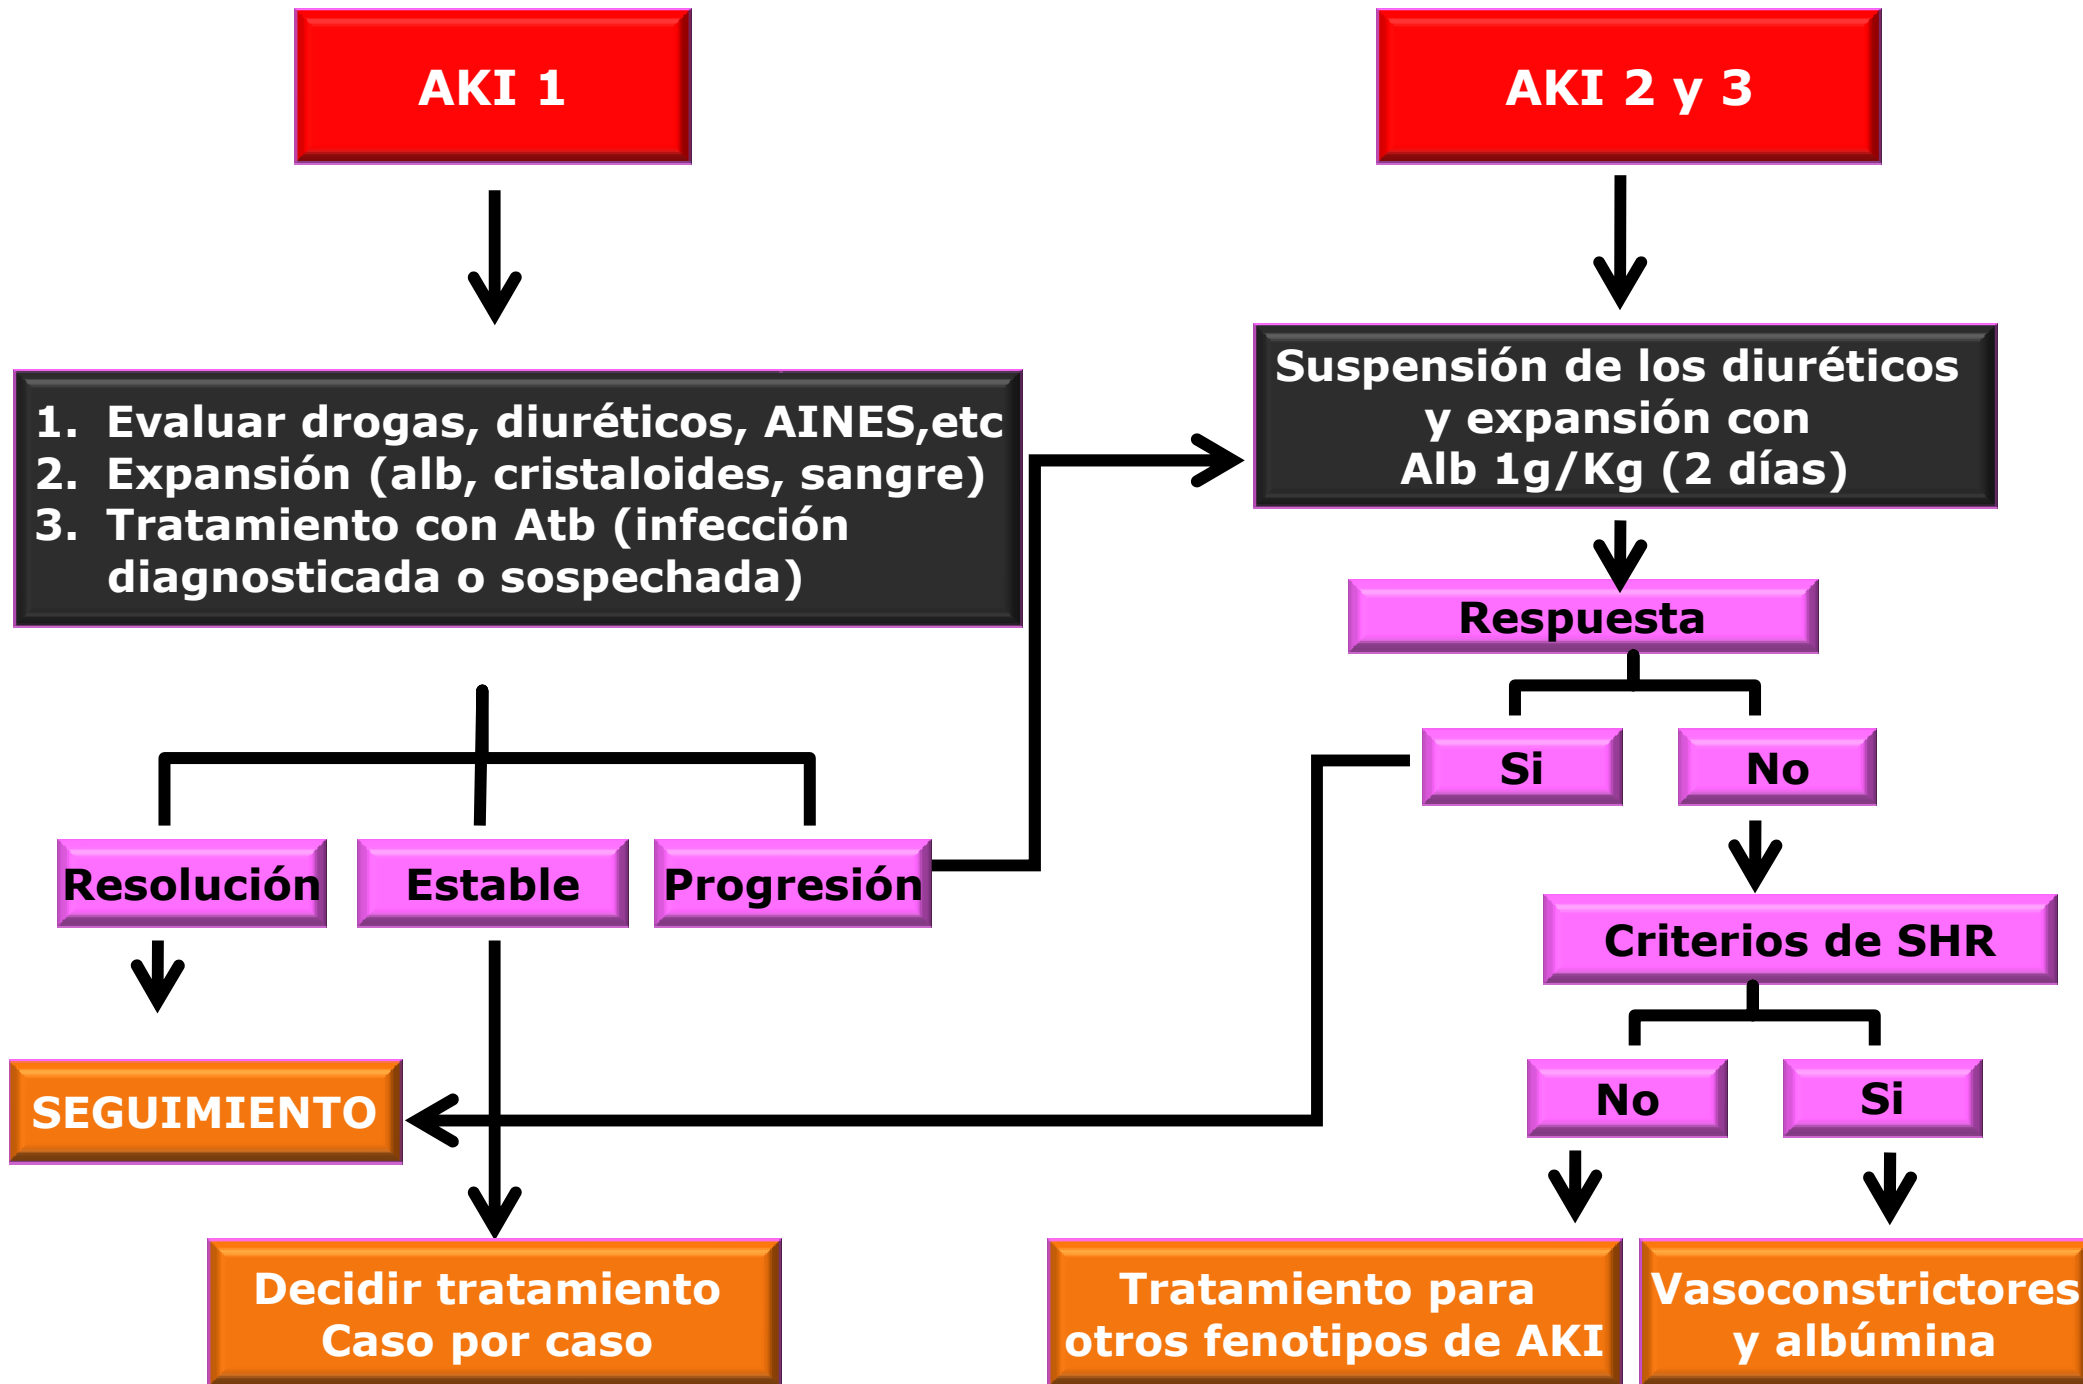 AKI 1
AKI 2 y 3
1. Evaluar drogas, diuréticos, AINES,etc
2. Expansión (alb, cristaloides, sangre)
3. Tratamiento con Atb (infección
diagnosticada o sospechada)
Suspensión de los diuréticos
y expansión con
Alb 1g/Kg (2 días)
Respuesta
Si
No
Resolución
Estable
Progresión
Criterios de SHR
No
Si
SEGUIMIENTO
Decidir tratamiento
Caso por caso
Tratamiento para
otros fenotipos de AKI
Vasoconstrictores
y albúmina